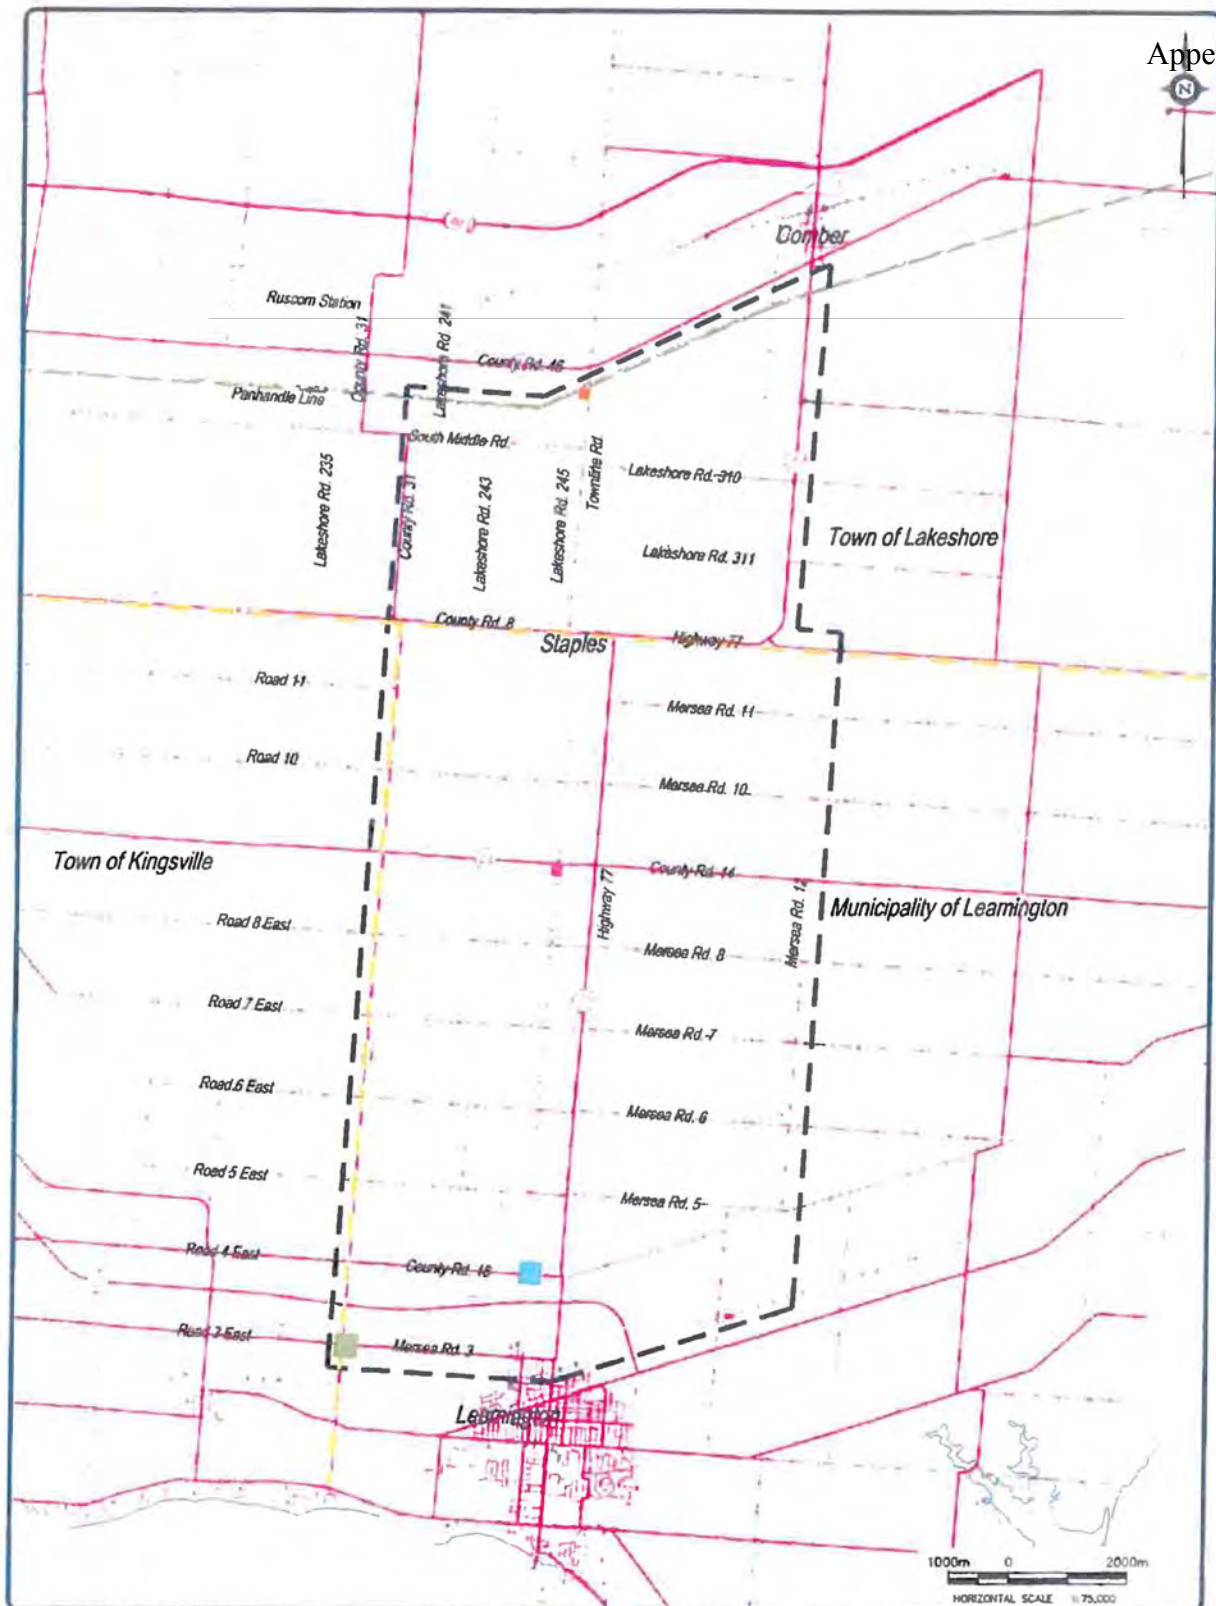 Appe
N
Comber
Ruscom Station
County Rd. 31
Lakeshore Rd. 241
County Rd. 46
Panhandle Line
South Middle Rd.
Lakeshore Rd. 235
County Rd. 31
Lakeshore Rd. 243
Lakeshore Rd. 245
Townline Rd.
Lakeshore Rd. 310
Lakeshore Rd. 311
Town of Lakeshore
County Rd. 8
Staples
Highway 77
Road 11
Mersea Rd. 11
Road 10
Mersea Rd. 10
Town of Kingsville
County Rd. 14
Highway 77
Mersea Rd. 12
Municipality of Leamington
Road 8 East
Mersea Rd. 8
Road 7 East
Mersea Rd. 7
Road 6 East
Mersea Rd. 6
Road 5 East
Mersea Rd. 5
Road 4 East
County Rd. 18
Road 3 East
Mersea Rd. 3
Leamington
1000m 0 2000m
HORIZONTAL SCALE 1:75,000